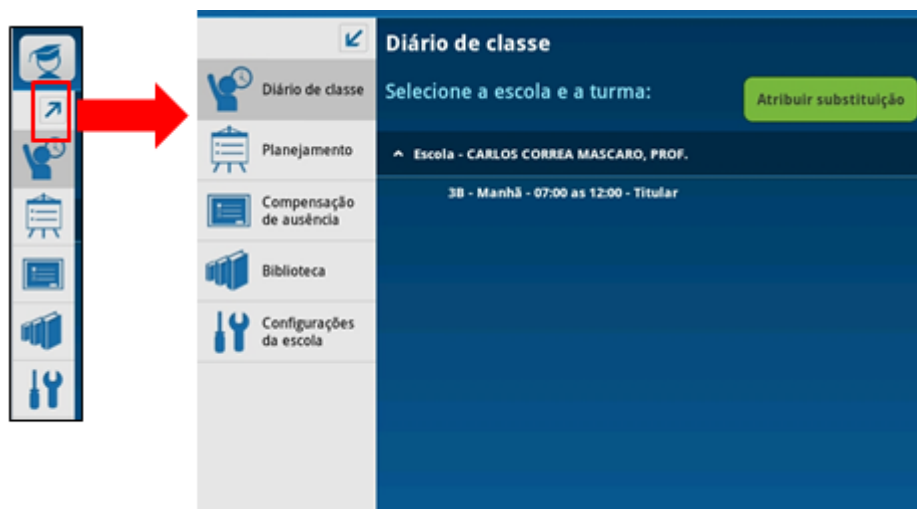 Diário de classe
Selecione a escola e a turma:
Atribuir substituição
Escola - CARLOS CORREA MASCARO, PROF.
3B - Manhã - 07:00 as 12:00 - Titular
Diário de classe
Planejamento
Compensação
de ausência
Biblioteca
Configurações
da escola